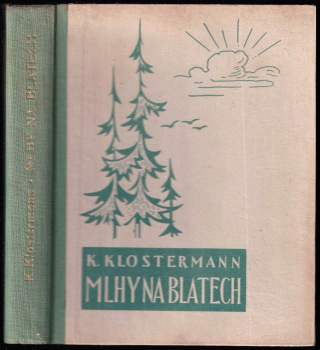 K. Klostermann · MLHY NA BLATECH
K. KLOSTERMANN
MLHY NA BLATECH